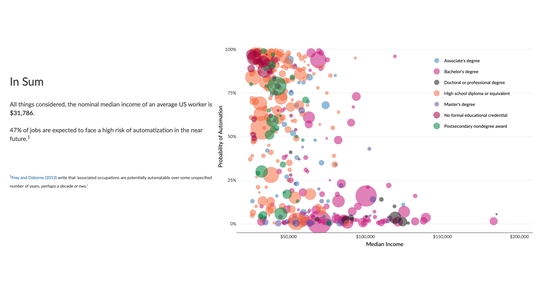 In Sum
All things considered, the nominal median income of an average US worker is
$31,786.
47% of jobs are expected to face a high risk of automatization in the near
future.1
1Frey and Osborne (2013) write that 'associated occupations are potentially automatable over some unspecified
number of years, perhaps a decade or two.'
Probability of Automation
100%
75%
50%
25%
0%
Associate's degree
Bachelor's degree
Doctoral or professional degree
High school diploma or equivalent
Master's degree
No formal educational credential
Postsecondary nondegree award
$50,000
$100,000
$150,000
$200,000
Median Income